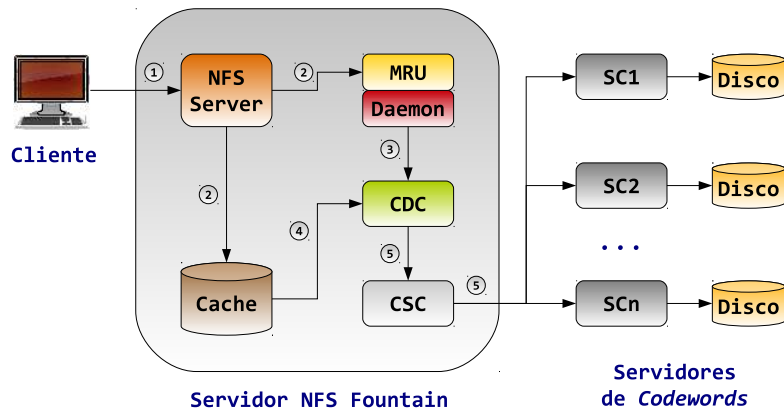 1
NFS
Server
2
MRU
Daemon
SC1
Disco
Cliente
3
2
CDC
SC2
Disco
4
5
...
Cache
CSC
5
SCn
Disco
Servidor NFS Fountain
Servidores
de Codewords